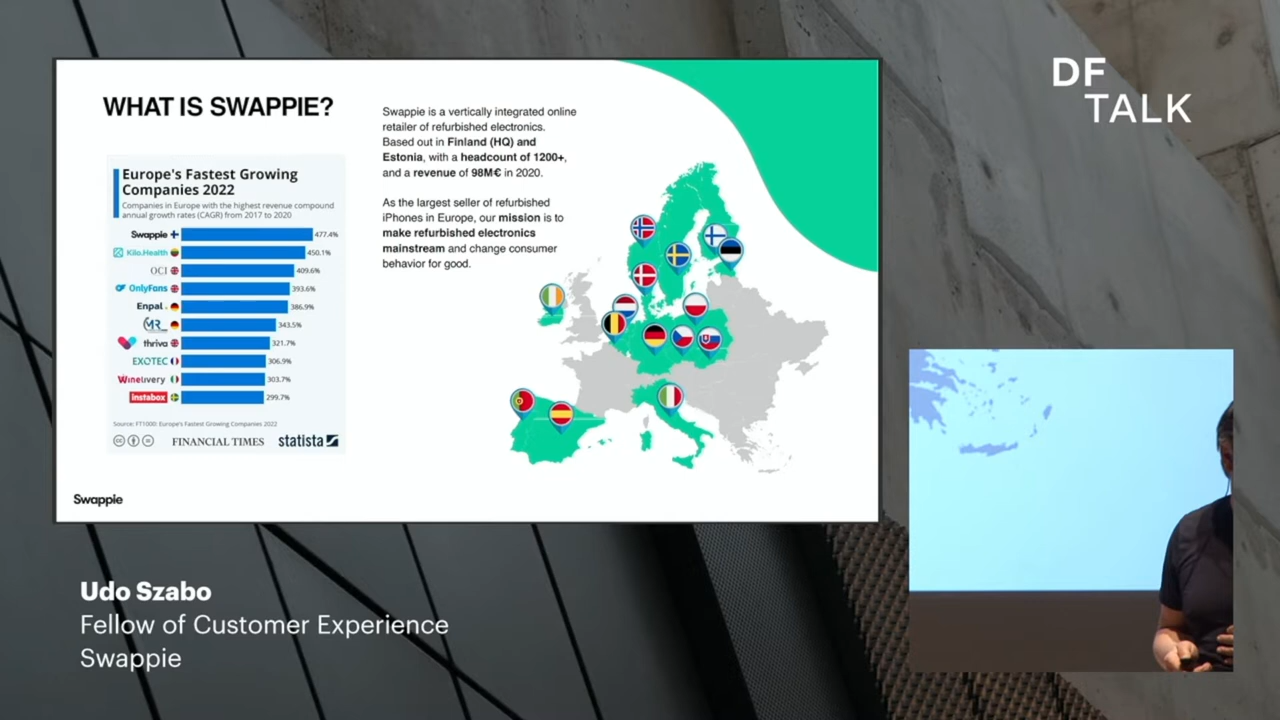 DF
TALK
WHAT IS SWAPPIE?
Europe's Fastest Growing
Companies 2022
Companies in Europe with the highest revenue compound
annual growth rates (CAGR) from 2017 to 2020
Swappie 477.4%
Kilo.Health 450.1%
OCI 409.6%
OnlyFans 393.6%
Enpal. 386.9%
MR 343.5%
thriva 321.7%
EXOTEC 306.9%
Winelivery 303.7%
Instabox 299.7%
Source: FT1000: Europe's Fastest Growing Companies 2022
FINANCIAL TIMES statista
Swappie is a vertically integrated online
retailer of refurbished electronics.
Based out in Finland (HQ) and
Estonia, with a headcount of 1200+,
and a revenue of 98M€ in 2020.
As the largest seller of refurbished
iPhones in Europe, our mission is to
make refurbished electronics
mainstream and change consumer
behavior for good.
Swappie
Udo Szabo
Fellow of Customer Experience
Swappie